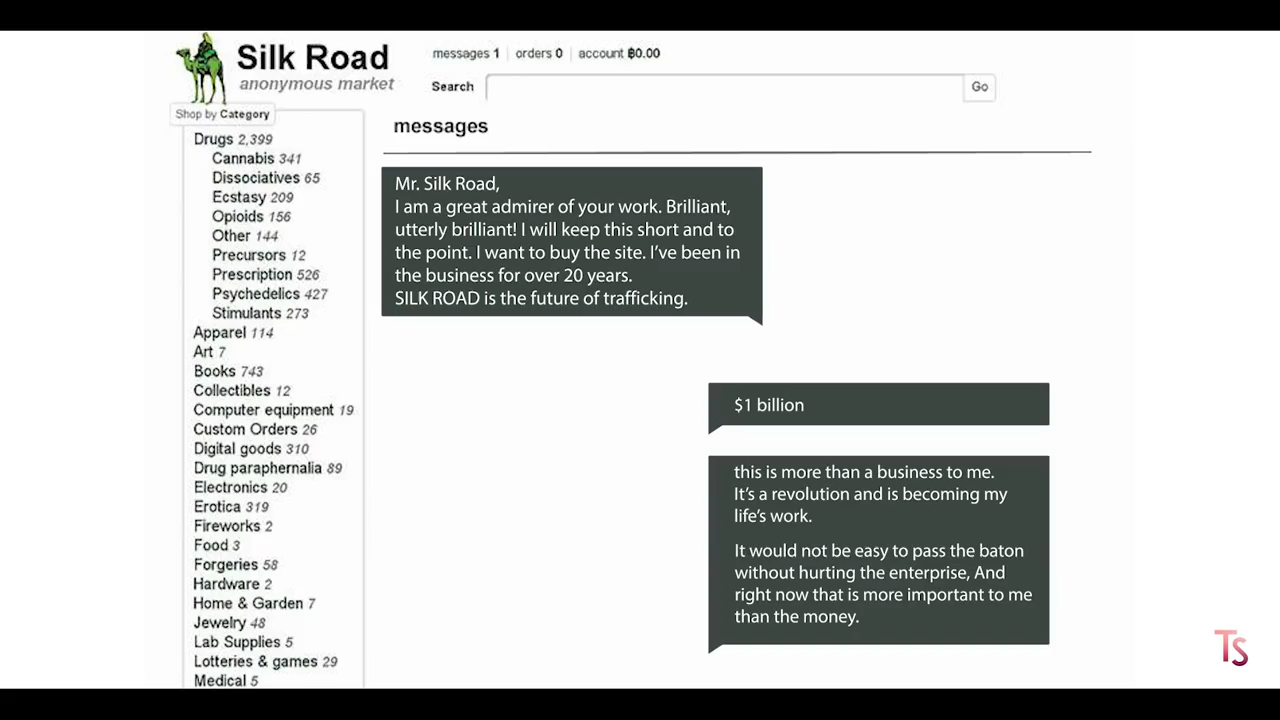 Silk Road
anonymous market
messages 1 | orders 0 | account ฿0.00
Search
Go
Shop by Category
messages
Drugs 2,399
Cannabis 341
Dissociatives 65
Ecstasy 209
Opioids 156
Other 144
Precursors 12
Prescription 526
Psychedelics 427
Stimulants 273
Apparel 114
Art 7
Books 743
Collectibles 12
Computer equipment 19
Custom Orders 26
Digital goods 310
Drug paraphernalia 89
Electronics 20
Erotica 319
Fireworks 2
Food 3
Forgeries 58
Hardware 2
Home & Garden 7
Jewelry 48
Lab Supplies 5
Lotteries & games 29
Medical 5
Mr. Silk Road,
I am a great admirer of your work. Brilliant,
utterly brilliant! I will keep this short and to
the point. I want to buy the site. I've been in
the business for over 20 years.
SILK ROAD is the future of trafficking.
$1 billion
this is more than a business to me.
It's a revolution and is becoming my
life's work.
It would not be easy to pass the baton
without hurting the enterprise, And
right now that is more important to me
than the money.
TS